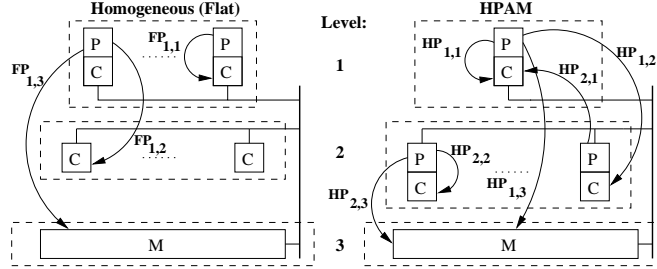 Homogeneous (Flat)
Level:
HPAM
P
C
FP1,1
P
C
FP1,3
1
HP1,1
P
C
HP1,2
HP2,1
C
FP1,2
C
2
P
C
HP2,2
HP1,3
P
C
HP2,3
M
3
M